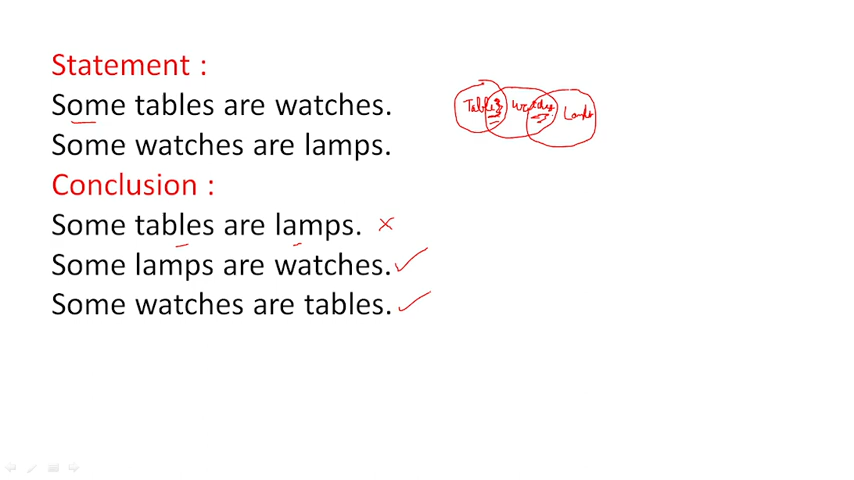 Statement :
Some tables are watches.
Some watches are lamps.
Conclusion :
Some tables are lamps.
Some lamps are watches.
Some watches are tables.